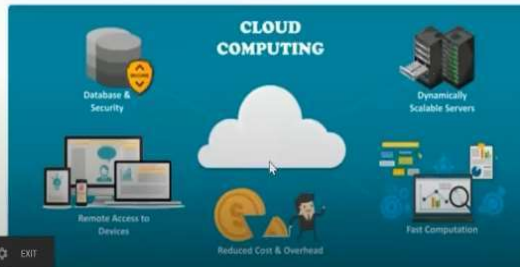 CLOUD
COMPUTING
Database &
Security
Dynamically
Scalable Servers
Remote Access to
Devices
Reduced Cost & Overhead
Fast Computation
EXIT